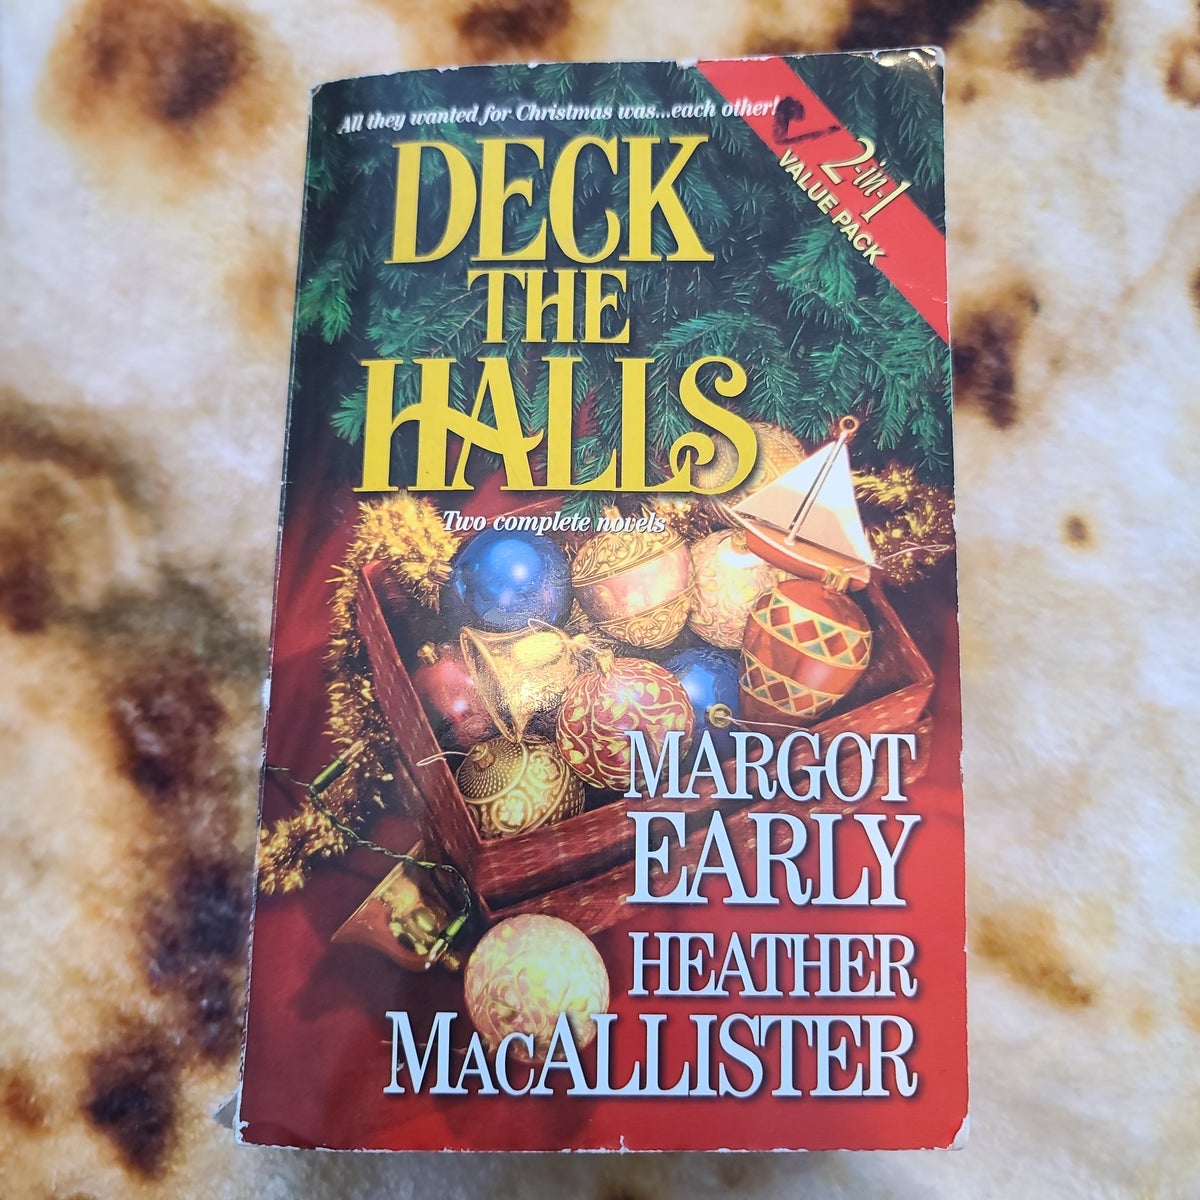 All they wanted for Christmas was...each other!
2-in-1
VALUE PACK
DECK
THE
HALLS
Two complete novels
MARGOT
EARLY
HEATHER
MACALLISTER